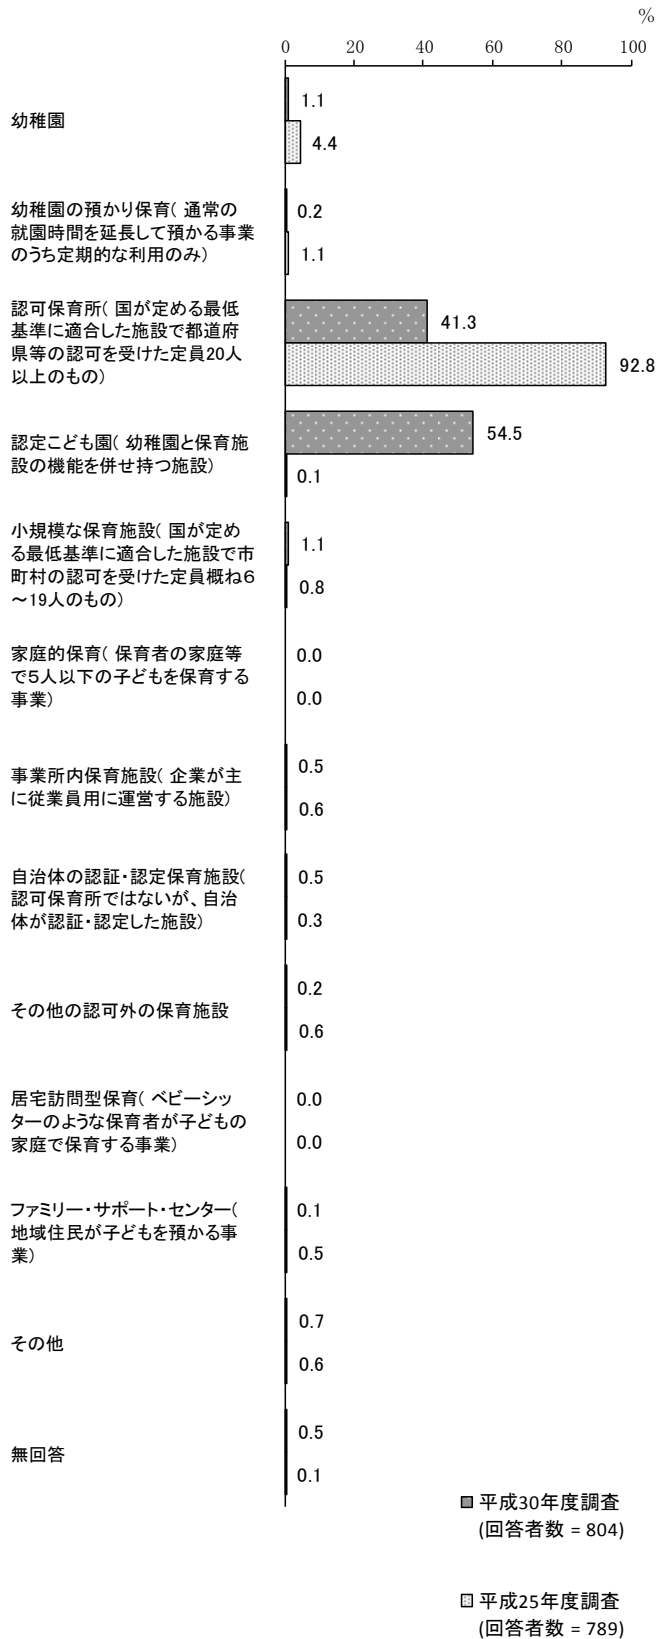 %
0 20 40 60 80 100
幼稚園
1.1
4.4
幼稚園の預かり保育( 通常の
就園時間を延長して預かる事業
のうち定期的な利用のみ)
0.2
1.1
認可保育所( 国が定める最低
基準に適合した施設で都道府
県等の認可を受けた定員20人
以上のもの)
41.3
92.8
認定こども園( 幼稚園と保育施
設の機能を併せ持つ施設)
54.5
0.1
小規模な保育施設( 国が定め
る最低基準に適合した施設で市
町村の認可を受けた定員概ね6
～19人のもの)
1.1
0.8
家庭的保育( 保育者の家庭等
で5人以下の子どもを保育する
事業)
0.0
0.0
事業所内保育施設( 企業が主
に従業員用に運営する施設)
0.5
0.6
自治体の認証・認定保育施設(
認可保育所ではないが、自治
体が認証・認定した施設)
0.5
0.3
その他の認可外の保育施設
0.2
0.6
居宅訪問型保育( ベビーシッ
ターのような保育者が子どもの
家庭で保育する事業)
0.0
0.0
ファミリー・サポート・センター(
地域住民が子どもを預かる事
業)
0.1
0.5
その他
0.7
0.6
無回答
0.5
0.1
平成30年度調査
(回答者数 = 804)
平成25年度調査
(回答者数 = 789)